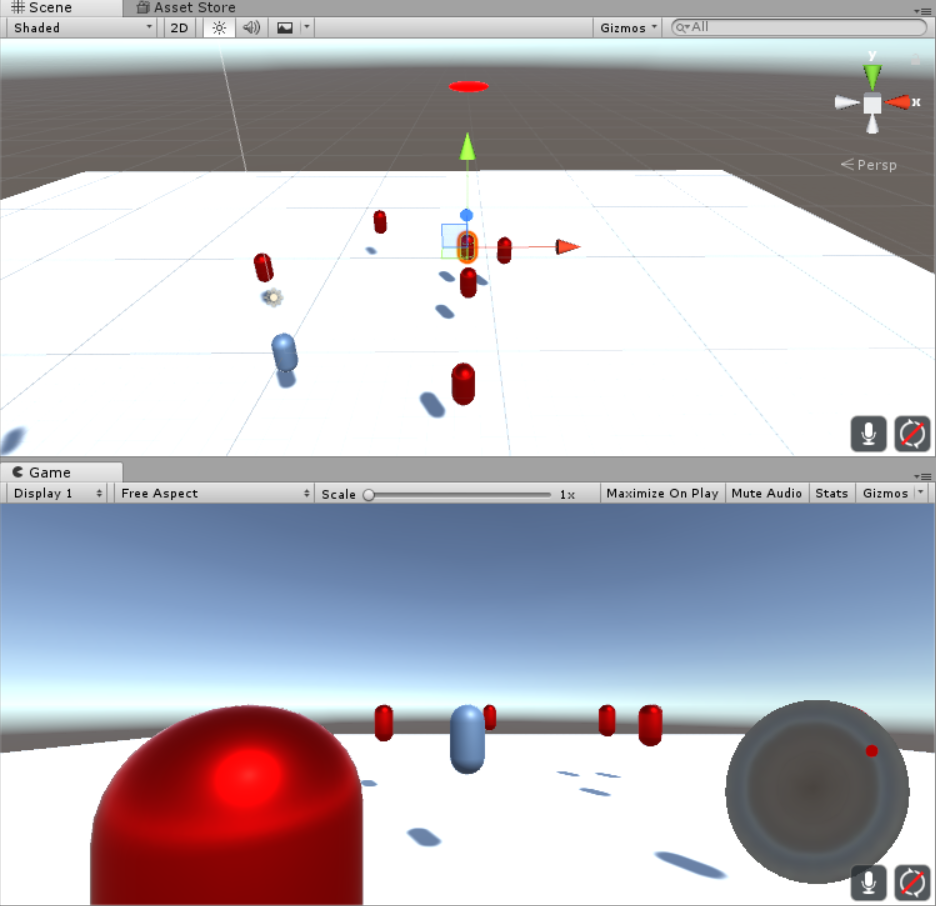 Scene Asset Store
Shaded 2D Gizmos All
y
x
Persp
Game
Display 1 Free Aspect Scale 1x Maximize On Play Mute Audio Stats Gizmos